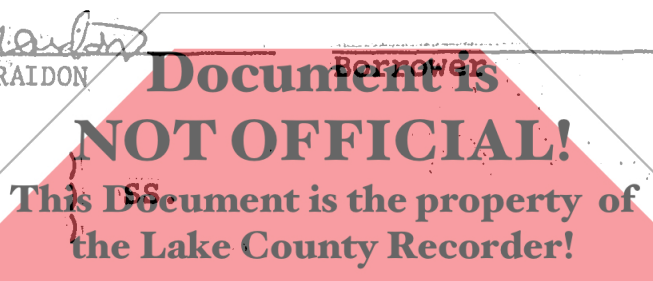 RAIDON
Borrower
Document is
NOT OFFICIAL!
) SS.
This Document is the property of
)
the Lake County Recorder!